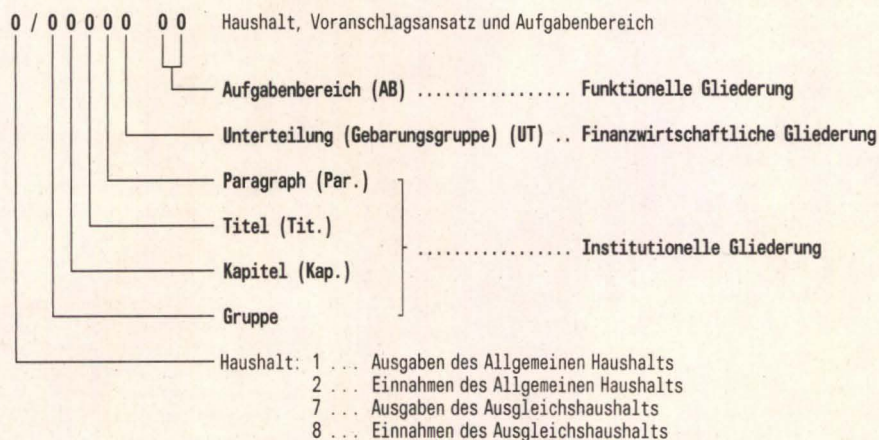 0 / 0 0 0 0 0 0 0 Haushalt, Voranschlagsansatz und Aufgabenbereich
Aufgabenbereich (AB) ................. Funktionelle Gliederung
Unterteilung (Gebarungsgruppe) (UT) .. Finanzwirtschaftliche Gliederung
Paragraph (Par.)
Titel (Tit.)
................. Institutionelle Gliederung
Kapitel (Kap.)
Gruppe
Haushalt: 1 ... Ausgaben des Allgemeinen Haushalts
2 ... Einnahmen des Allgemeinen Haushalts
7 ... Ausgaben des Ausgleichshaushalts
8 ... Einnahmen des Ausgleichshaushalts